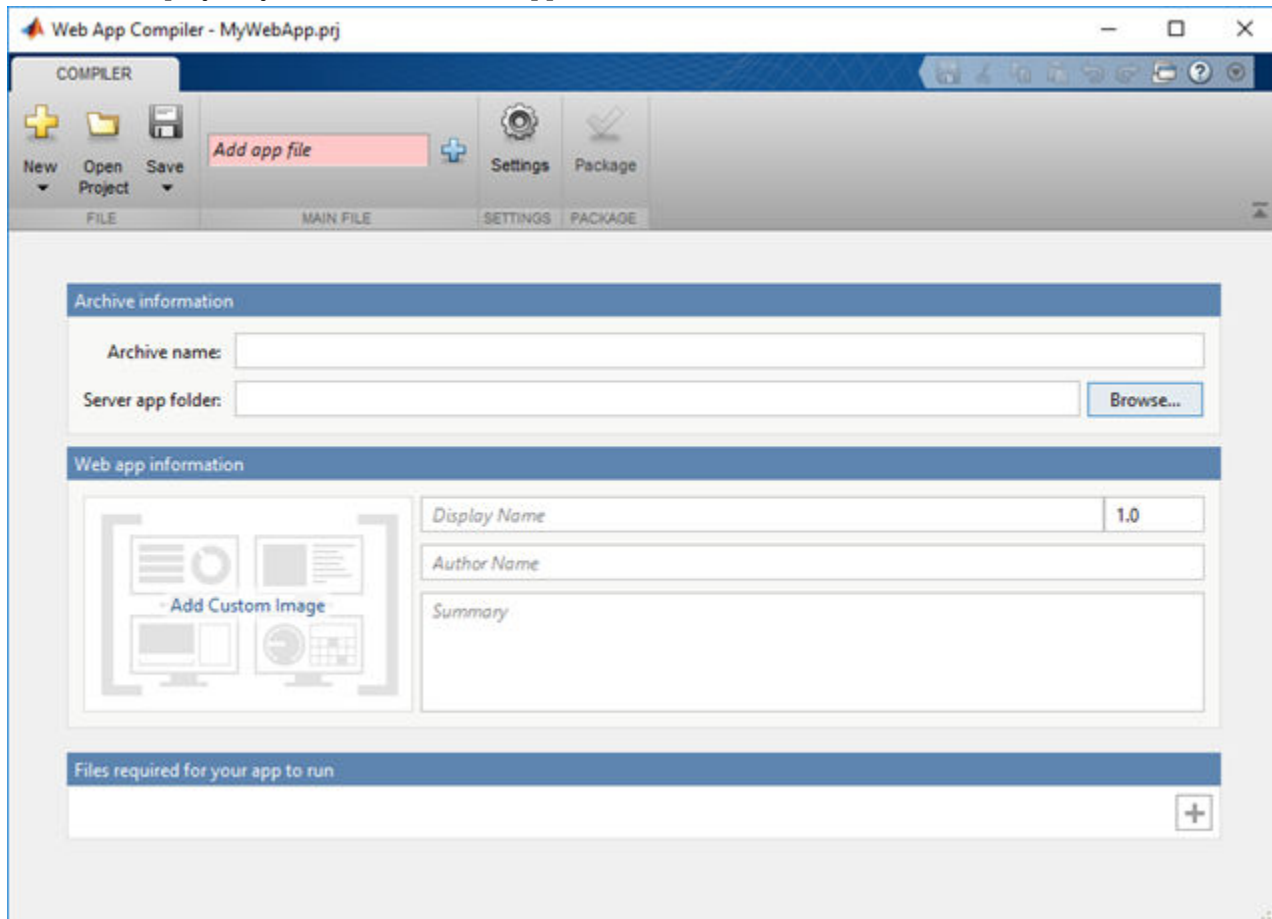 Web App Compiler - MyWebApp.prj
COMPILER
New
Open Project
Save
Add app file
Settings
Package
FILE
MAIN FILE
SETTINGS
PACKAGE
Archive information
Archive name:
Server app folder:
Browse...
Web app information
Add Custom Image
Display Name
1.0
Author Name
Summary
Files required for your app to run